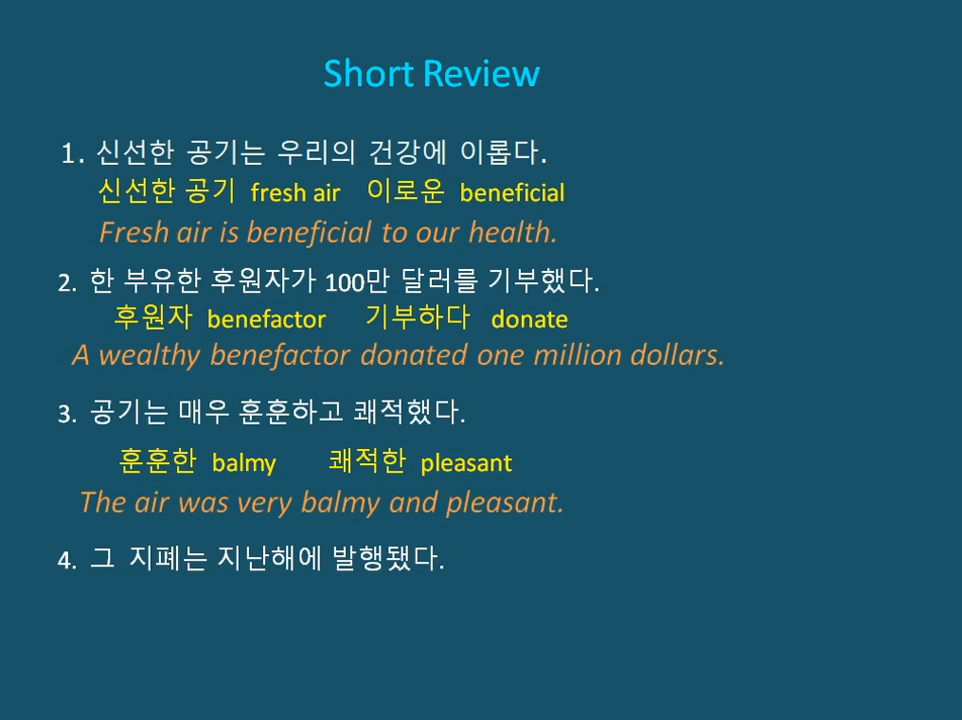 Short Review
1. 신선한 공기는 우리의 건강에 이롭다.
신선한 공기 fresh air 이로운 beneficial
Fresh air is beneficial to our health.
2. 한 부유한 후원자가 100만 달러를 기부했다.
후원자 benefactor 기부하다 donate
A wealthy benefactor donated one million dollars.
3. 공기는 매우 훈훈하고 쾌적했다.
훈훈한 balmy 쾌적한 pleasant
The air was very balmy and pleasant.
4. 그 지폐는 지난해에 발행됐다.